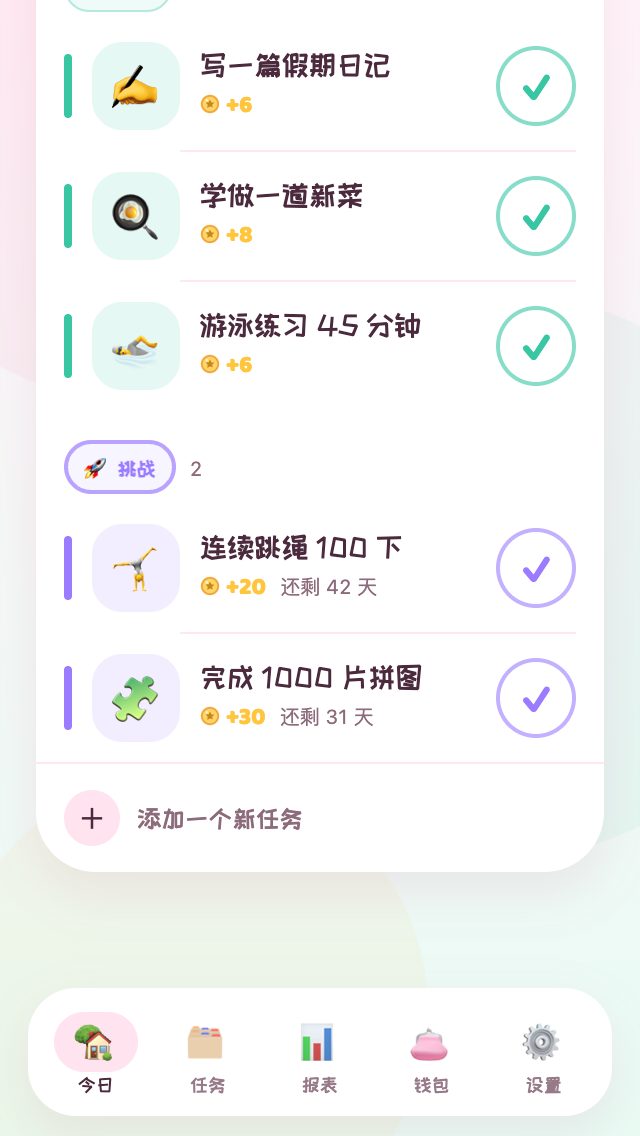 写一篇假期日记
+6
学做一道新菜
+8
游泳练习 45 分钟
+6
挑战 2
连续跳绳 100 下
+20 还剩 42 天
完成 1000 片拼图
+30 还剩 31 天
添加一个新任务
今日 任务 报表 钱包 设置